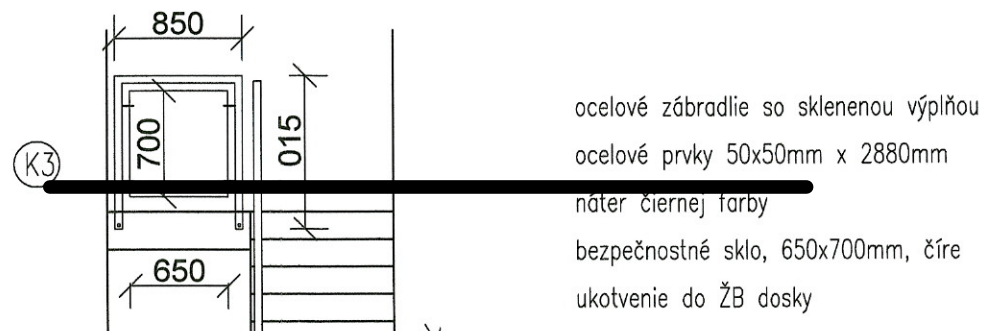 850
700
015
K3
650
ocelové zábradlie so sklenenou výplňou
ocelové prvky 50x50mm x 2880mm
náter čiernej farby
bezpečnostné sklo, 650x700mm, číre
ukotvenie do ŽB dosky